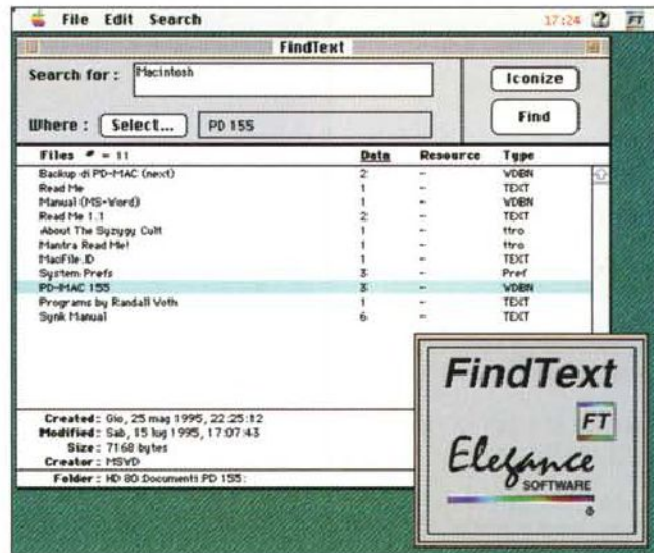 File Edit Search 17:24
FindText
Search for : Macintosh
Iconize
Where : Select... PD 155
Find
Files # = 11 Data Resource Type
Backup di PD-MAC (next) 2 - WDBN
Read Me 1 - TEXT
Manual (MS-Word) 1 - WDBN
Read Me 1.1 2 - TEXT
About The Syzygy Cult 1 - ttro
Mantra Read Me! 1 - ttro
MacFile.ID 1 - TEXT
System Prefs 3 - Pref
PD-MAC 155 3 - WDBN
Programs by Randall Voth 1 - TEXT
Synk Manual 6 - TEXT
Created : Gio, 25 mag 1995, 22:25:12
Modified : Sab, 15 lug 1995, 17:07:43
Size : 7168 bytes
Creator : MSWD
Folder : HD 80:Documenti:PD 155:
FindText
FT
Elegance
SOFTWARE